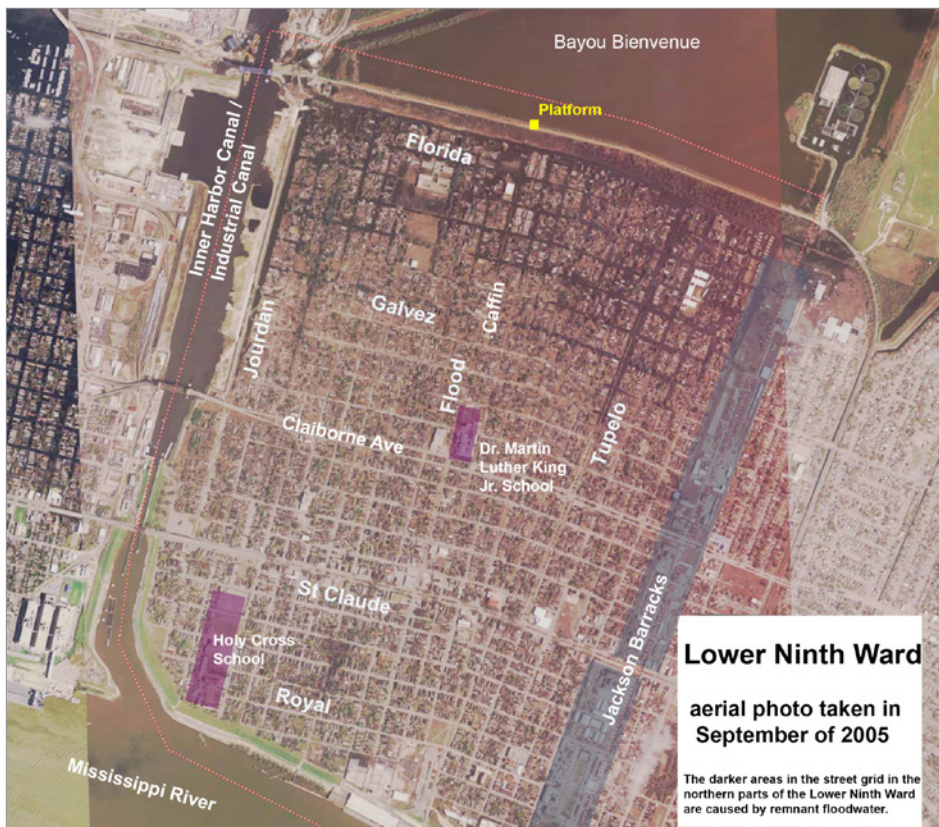 Bayou Bienvenue
Platform
Florida
Inner Harbor Canal /
Industrial Canal
Jourdan
Galvez
Caffin
Flood
Claiborne Ave
Dr. Martin
Luther King
Jr. School
Tupelo
St Claude
Holy Cross
School
Royal
Jackson Barracks
Mississippi River
Lower Ninth Ward
aerial photo taken in
September of 2005
The darker areas in the street grid in the
northern parts of the Lower Ninth Ward
are caused by remnant floodwater.